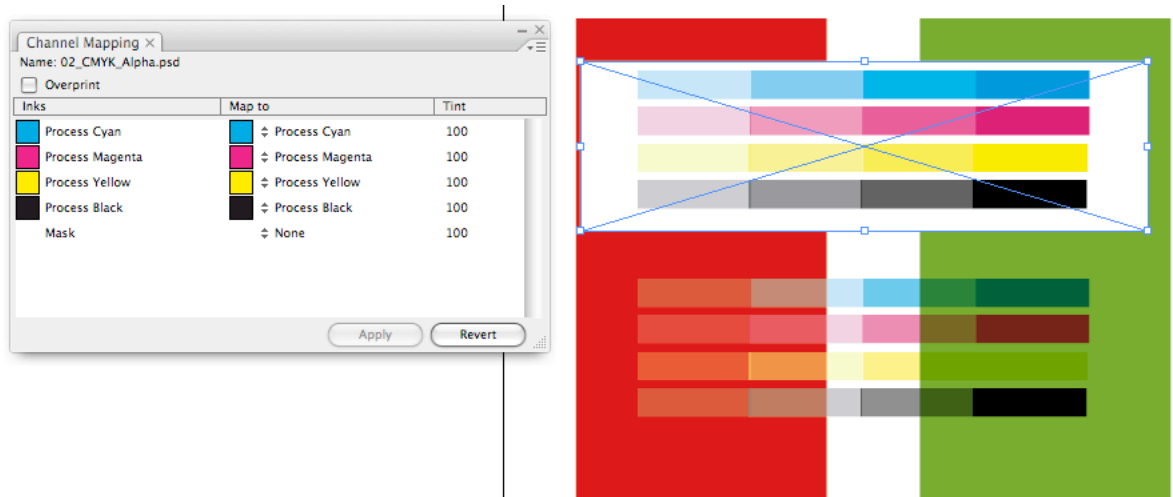 Channel Mapping ×
Name: 02_CMYK_Alpha.psd
Overprint
Inks Map to Tint
Process Cyan Process Cyan 100
Process Magenta Process Magenta 100
Process Yellow Process Yellow 100
Process Black Process Black 100
Mask None 100
Apply Revert